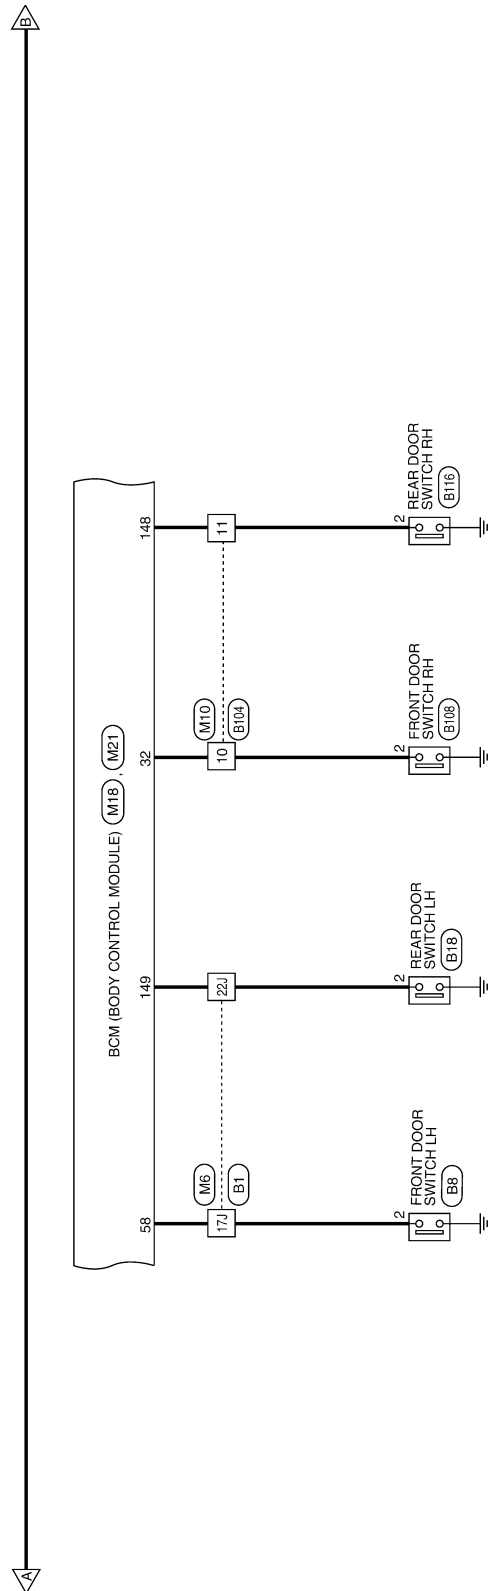 A
B
BCM (BODY CONTROL MODULE) M18 , M21
58
149
32
148
M6
M10
17J
22J
10
11
B1
B104
2
2
2
2
FRONT DOOR
SWITCH LH
B8
REAR DOOR
SWITCH LH
B18
FRONT DOOR
SWITCH RH
B108
REAR DOOR
SWITCH RH
B116